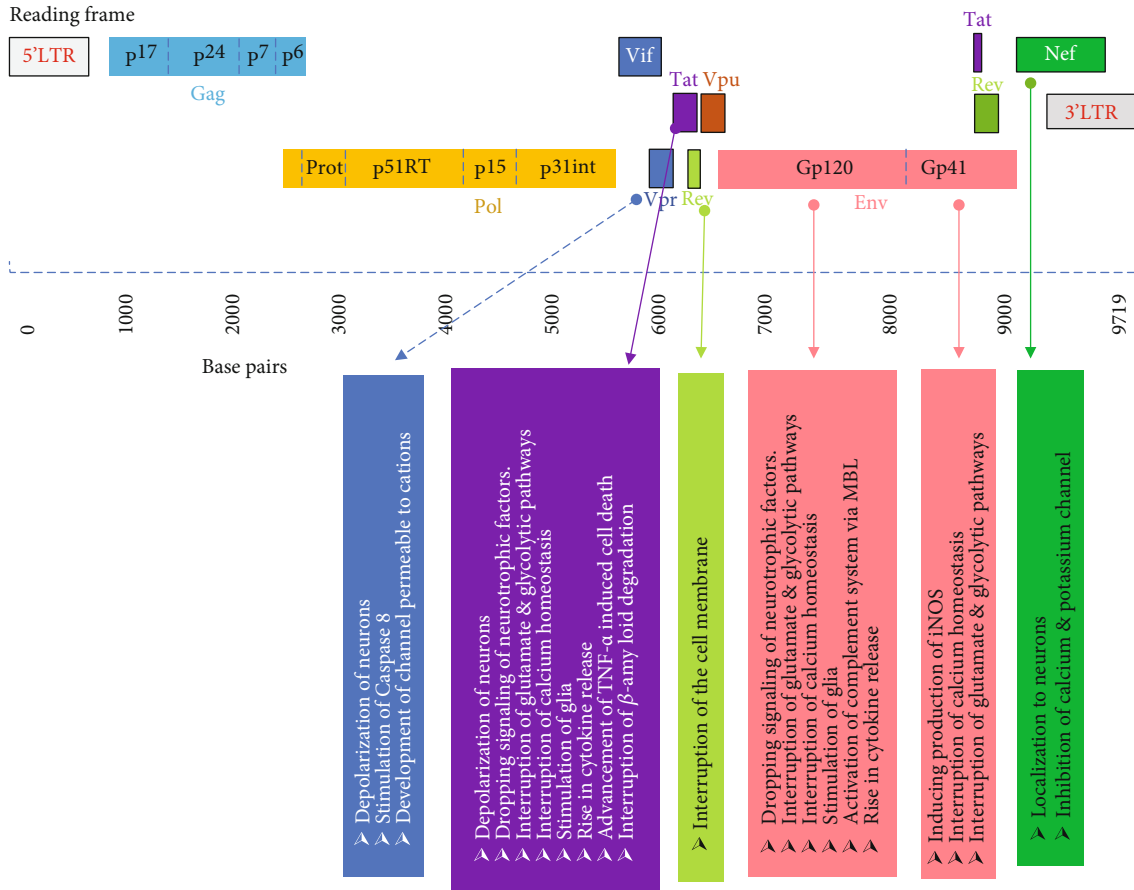 Reading frame
5'LTR
p17
p24
p7
p6
Gag
Vif
Tat
Vpu
Tat
Rev
Nef
3'LTR
Prot
p51RT
p15
p31int
Pol
Vpr
Rev
Gp120
Gp41
Env
0
1000
2000
3000
4000
5000
6000
7000
8000
9000
9719
Base pairs
➢ Depolarization of neurons
➢ Stimulation of Caspase 8
➢ Development of channel permeable to cations
➢ Depolarization of neurons
➢ Dropping signaling of neurotrophic factors.
➢ Interruption of glutamate & glycolytic pathways
➢ Interruption of calcium homeostasis
➢ Stimulation of glia
➢ Rise in cytokine release
➢ Advancement of TNF-α induced cell death
➢ Interruption of β-amy loid degradation
➢ Interruption of the cell membrane
➢ Dropping signaling of neurotrophic factors.
➢ Interruption of glutamate & glycolytic pathways
➢ Interruption of calcium homeostasis
➢ Stimulation of glia
➢ Activation of complement system via MBL
➢ Rise in cytokine release
➢ Inducing production of iNOS
➢ Interruption of calcium homeostasis
➢ Interruption of glutamate & glycolytic pathways
➢ Localization to neurons
➢ Inhibition of calcium & potassium channel